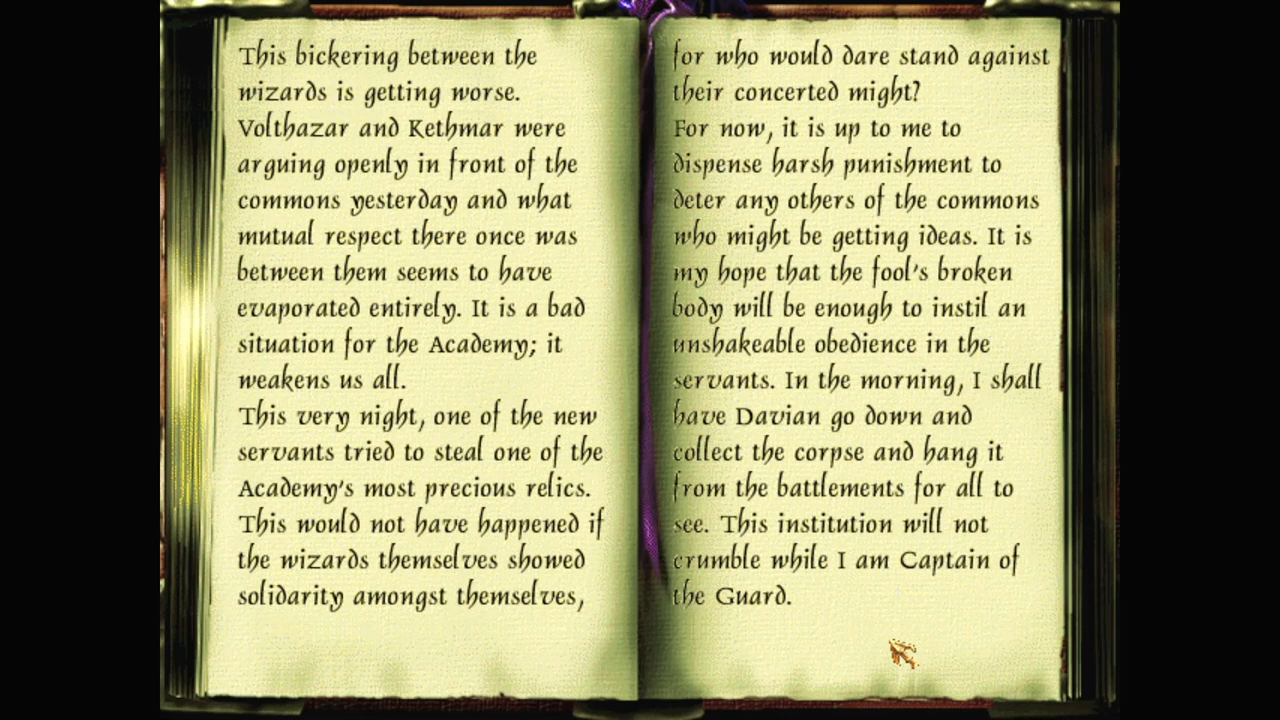 This bickering between the
wizards is getting worse.
Volthazar and Kethmar were
arguing openly in front of the
commons yesterday and what
mutual respect there once was
between them seems to have
evaporated entirely. It is a bad
situation for the Academy; it
weakens us all.
This very night, one of the new
servants tried to steal one of the
Academy's most precious relics.
This would not have happened if
the wizards themselves showed
solidarity amongst themselves,
for who would dare stand against
their concerted might?
For now, it is up to me to
dispense harsh punishment to
deter any others of the commons
who might be getting ideas. It is
my hope that the fool's broken
body will be enough to instil an
unshakeable obedience in the
servants. In the morning, I shall
have Davian go down and
collect the corpse and hang it
from the battlements for all to
see. This institution will not
crumble while I am Captain of
the Guard.